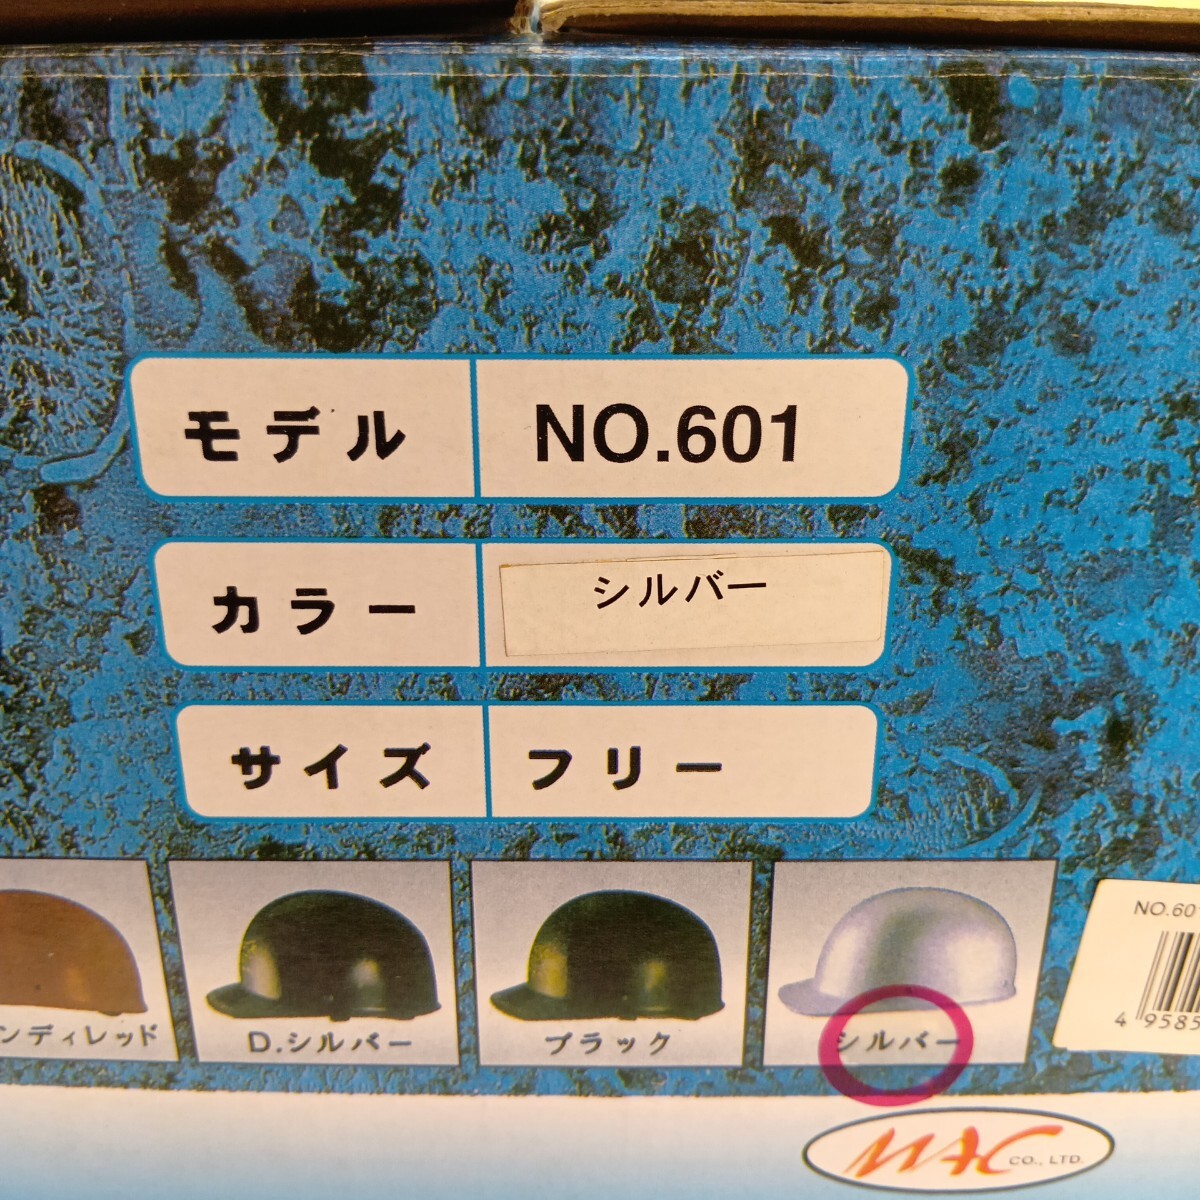 モデル NO.601
カラー シルバー
サイズ フリー
ンディレッド
D.シルバー
ブラック
シルバー
NO.601
4 9585
MAC CO., LTD.